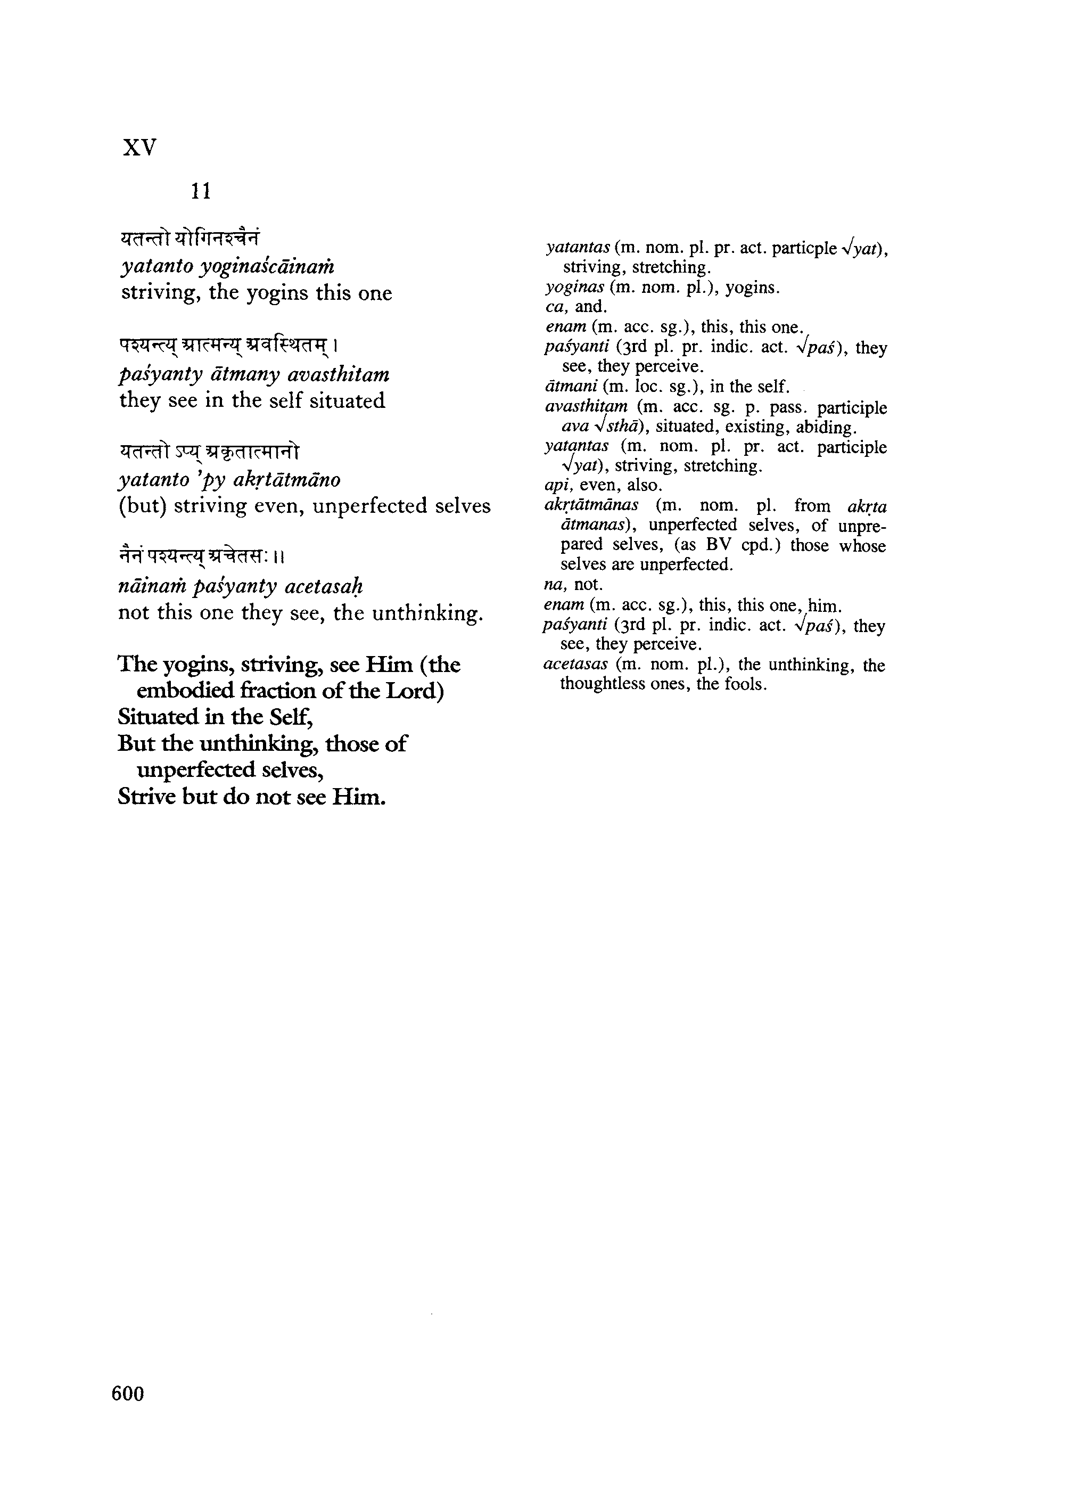 XV
11
यतन्तो योगिनश्चैनं
yatanto yoginaścāinaṁ
striving, the yogins this one
पश्यन्त्य् आत्मन्य् अवस्थितम् ।
paśyanty ātmany avasthitam
they see in the self situated
यतन्तो ऽप्य् अकृतात्मानो
yatanto 'py akṛtātmāno
(but) striving even, unperfected selves
नैनं पश्यन्त्य् अचेतसः ॥
nāinaṁ paśyanty acetasaḥ
not this one they see, the unthinking.
The yogins, striving, see Him (the
embodied fraction of the Lord)
Situated in the Self,
But the unthinking, those of
unperfected selves,
Strive but do not see Him.
yatantas (m. nom. pl. pr. act. particple √yat),
striving, stretching.
yoginas (m. nom. pl.), yogins.
ca, and.
enam (m. acc. sg.), this, this one.
paśyanti (3rd pl. pr. indic. act. √paś), they
see, they perceive.
ātmani (m. loc. sg.), in the self.
avasthitam (m. acc. sg. p. pass. participle
ava √sthā), situated, existing, abiding.
yatantas (m. nom. pl. pr. act. participle
√yat), striving, stretching.
api, even, also.
akṛtātmānas (m. nom. pl. from akṛta
ātmanas), unperfected selves, of unpre-
pared selves, (as BV cpd.) those whose
selves are unperfected.
na, not.
enam (m. acc. sg.), this, this one, him.
paśyanti (3rd pl. pr. indic. act. √paś), they
see, they perceive.
acetasas (m. nom. pl.), the unthinking, the
thoughtless ones, the fools.
600